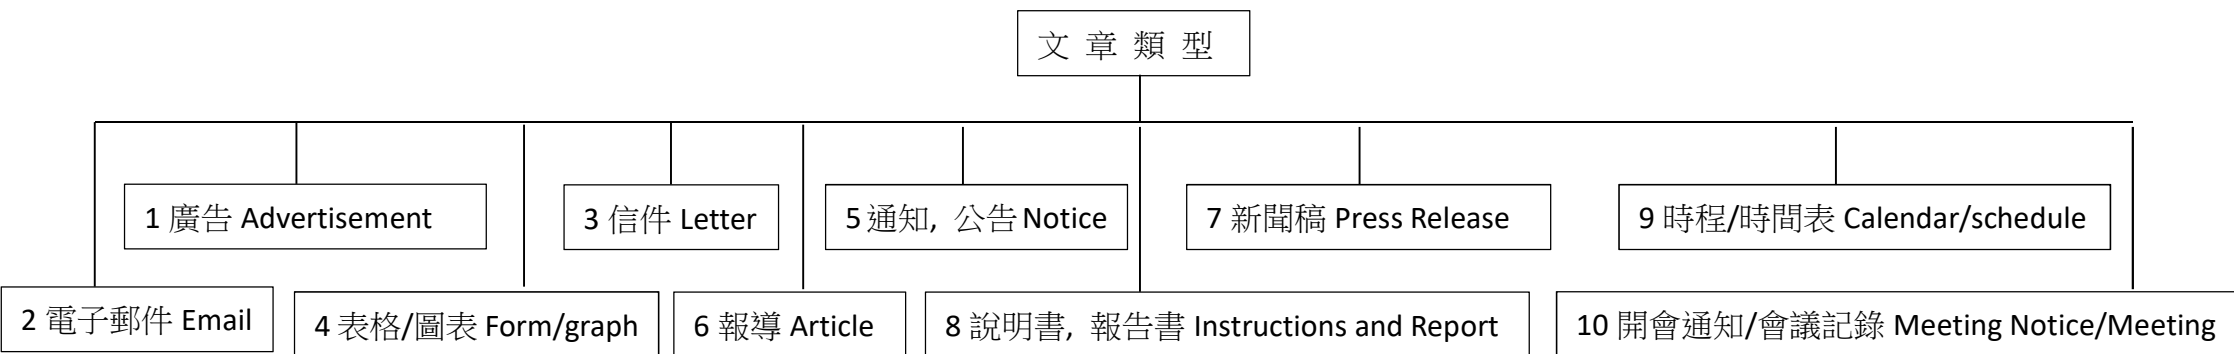 文 章 類 型
1 廣告 Advertisement
3 信件 Letter
5 通知, 公告 Notice
7 新聞稿 Press Release
9 時程/時間表 Calendar/schedule
2 電子郵件 Email
4 表格/圖表 Form/graph
6 報導 Article
8 說明書, 報告書 Instructions and Report
10 開會通知/會議記錄 Meeting Notice/Meeting